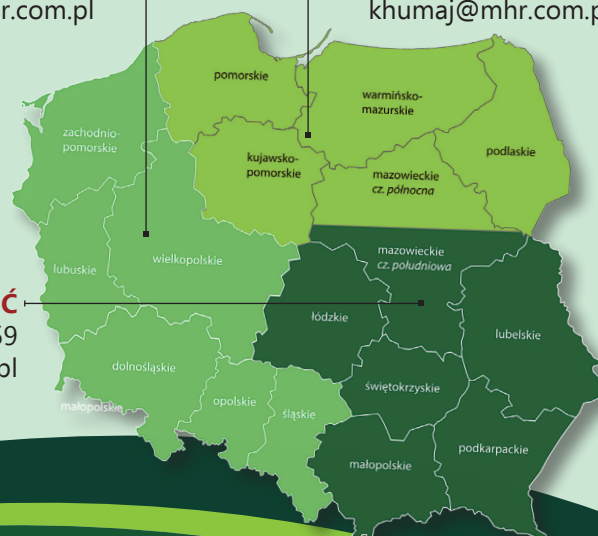 r.com.pl
khumaj@mhr.com.p
pomorskie
warmińsko-
mazurskie
zachodnio-
pomorskie
kujawsko-
pomorskie
podlaskie
mazowieckie
cz. północna
mazowieckie
cz. południowa
wielkopolskie
lubuskie
Ć
łódzkie
lubelskie
59
pl
dolnośląskie
świętokrzyskie
małopolskie
opolskie
śląskie
podkarpackie
małopolskie